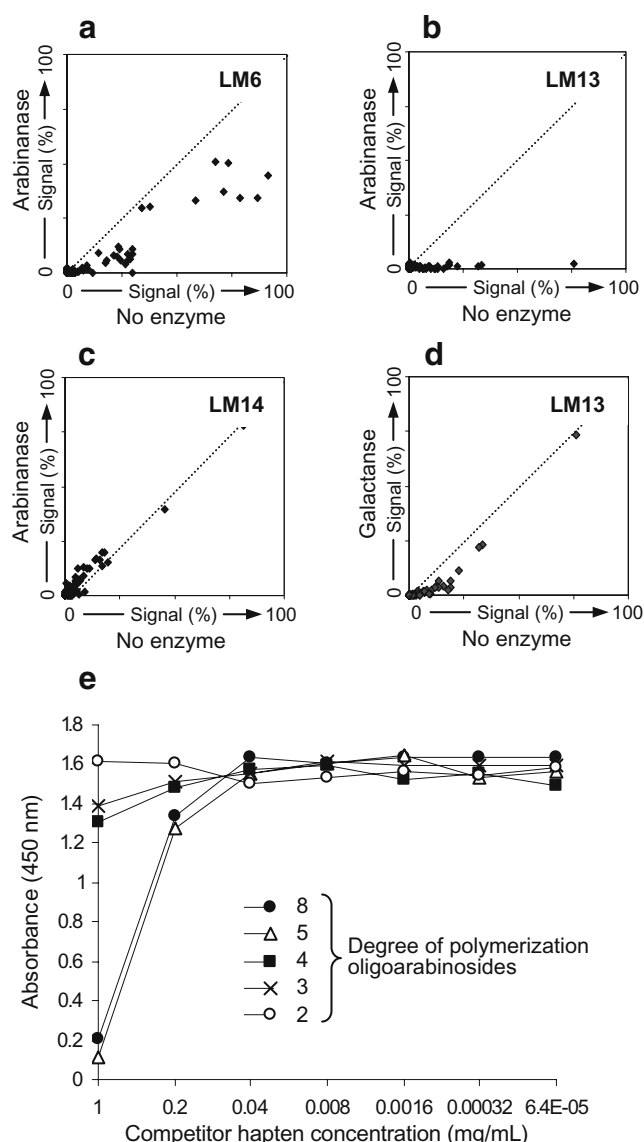 a
LM6
Arabinanase
Signal (%)
0
100
0
Signal (%)
100
No enzyme
b
LM13
Arabinanase
Signal (%)
0
100
0
Signal (%)
100
No enzyme
c
LM14
Arabinanase
Signal (%)
0
100
0
Signal (%)
100
No enzyme
d
LM13
Galactanse
Signal (%)
0
100
0
Signal (%)
100
No enzyme
e
1.8
1.6
1.4
1.2
1
0.8
0.6
0.4
0.2
0
Absorbance (450 nm)
8
5
4
3
2
Degree of polymerization
oligoarabinosides
1 0.2 0.04 0.008 0.0016 0.00032 6.4E-05
Competitor hapten concentration (mg/mL)